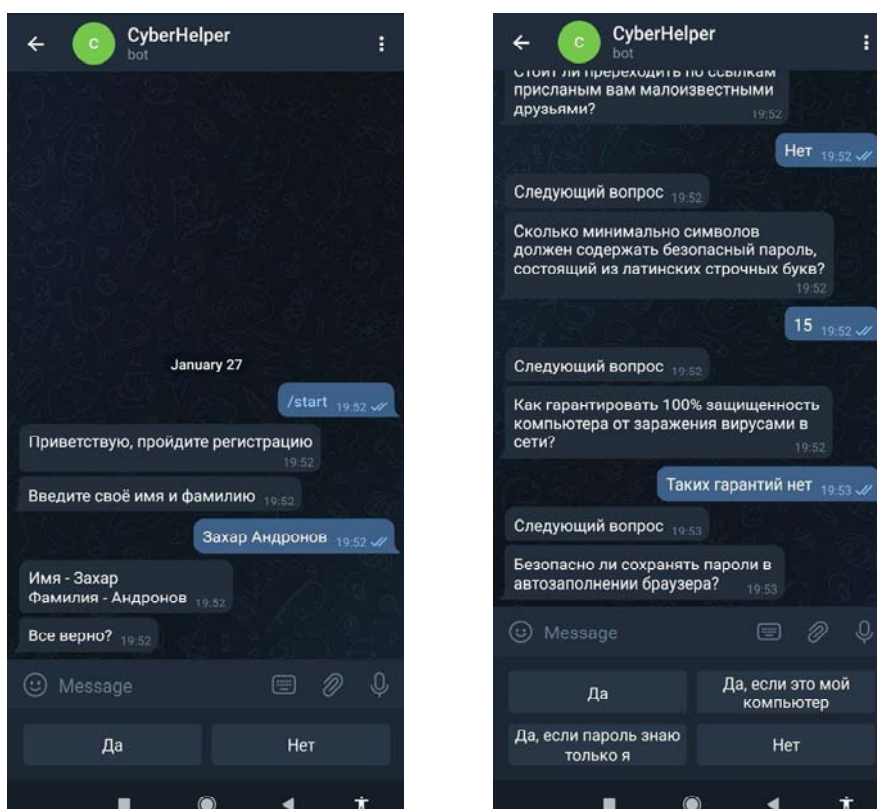 CyberHelper
bot
January 27
/start 19:52
Приветствую, пройдите регистрацию
19:52
Введите своё имя и фамилию 19:52
Захар Андронов 19:52
Имя - Захар
Фамилия - Андронов 19:52
Все верно? 19:52
Message
Да
Нет
CyberHelper
bot
Стоит ли пререходить по ссылкам
присланым вам малоизвестными
друзьями?
19:52
Нет 19:52
Следующий вопрос 19:52
Сколько минимально символов
должен содержать безопасный пароль,
состоящий из латинских строчных букв?
19:52
15 19:52
Следующий вопрос 19:52
Как гарантировать 100% защищенность
компьютера от заражения вирусами в
сети?
19:52
Таких гарантий нет 19:53
Следующий вопрос 19:53
Безопасно ли сохранять пароли в
автозаполнении браузера? 19:53
Message
Да
Да, если это мой
компьютер
Да, если пароль знаю
только я
Нет